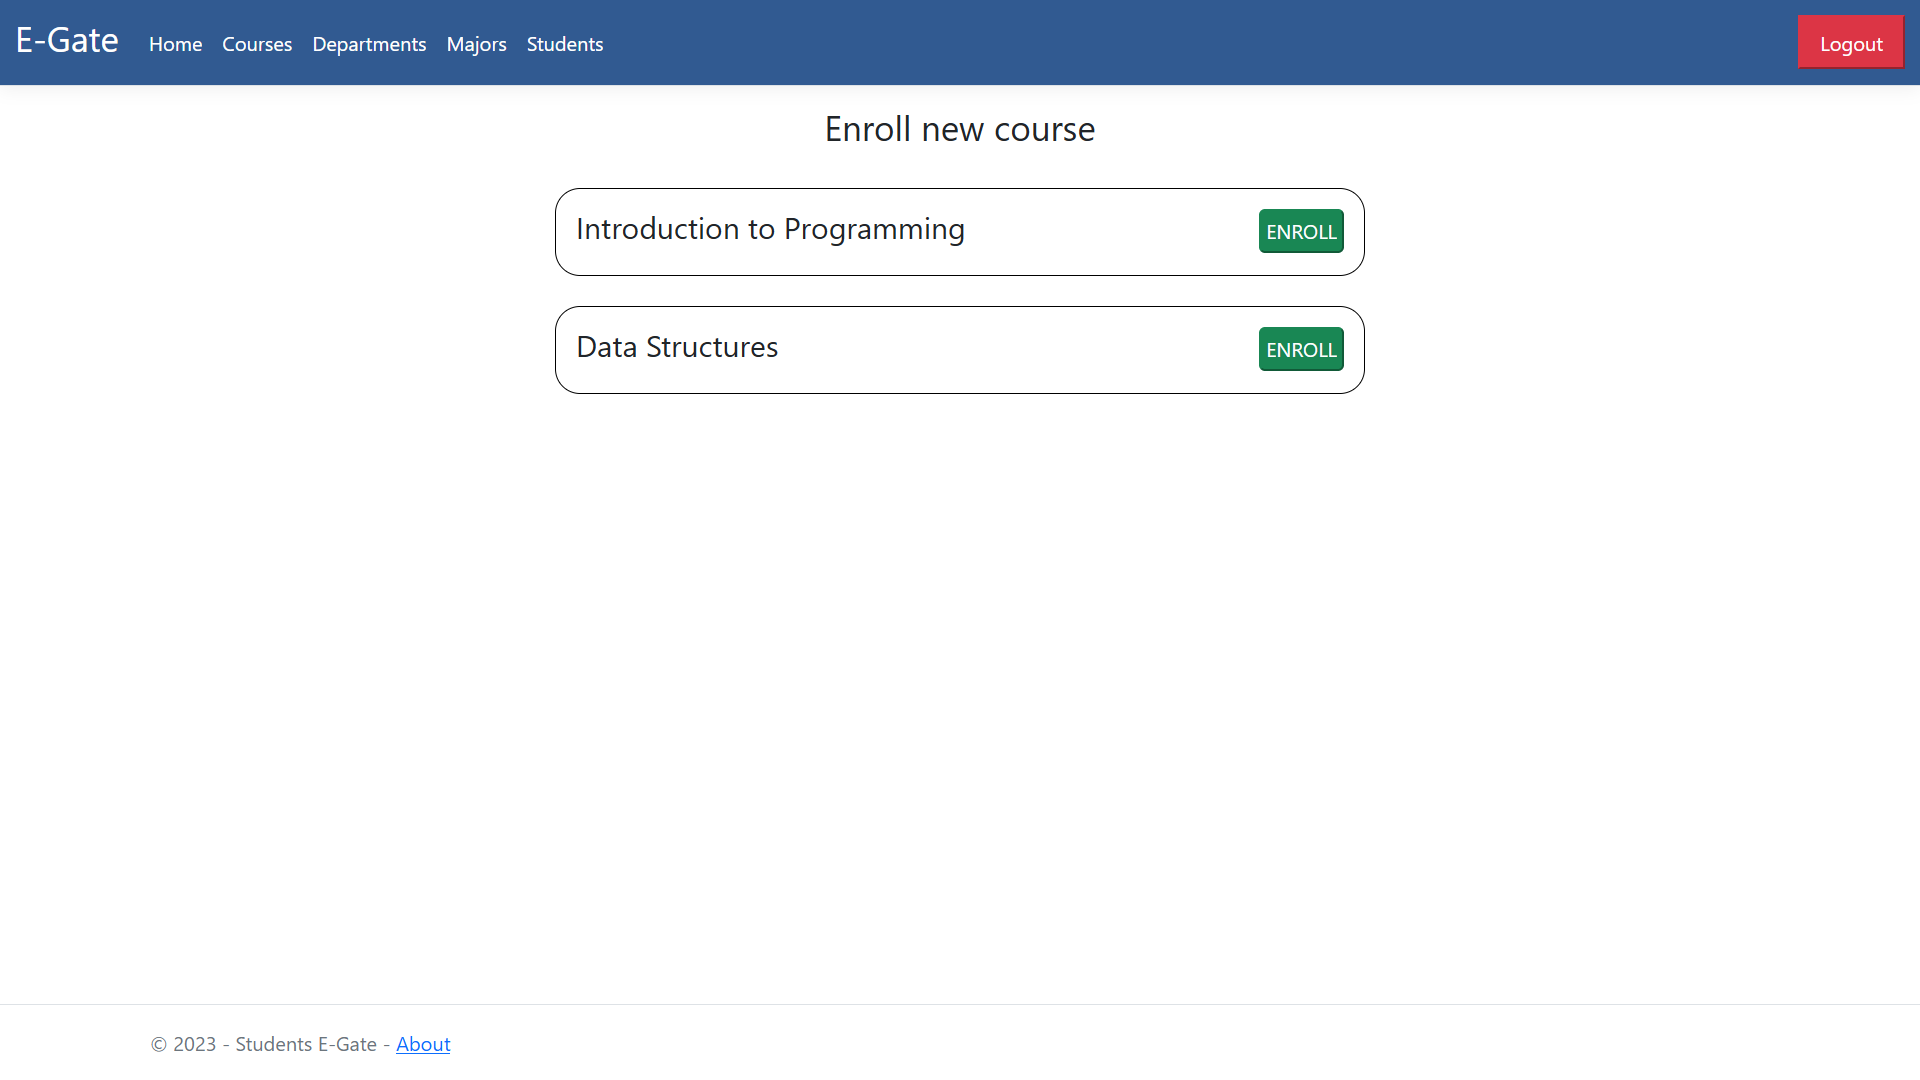 E-Gate Home Courses Departments Majors Students Logout
Enroll new course
Introduction to Programming ENROLL
Data Structures ENROLL
© 2023 - Students E-Gate - About